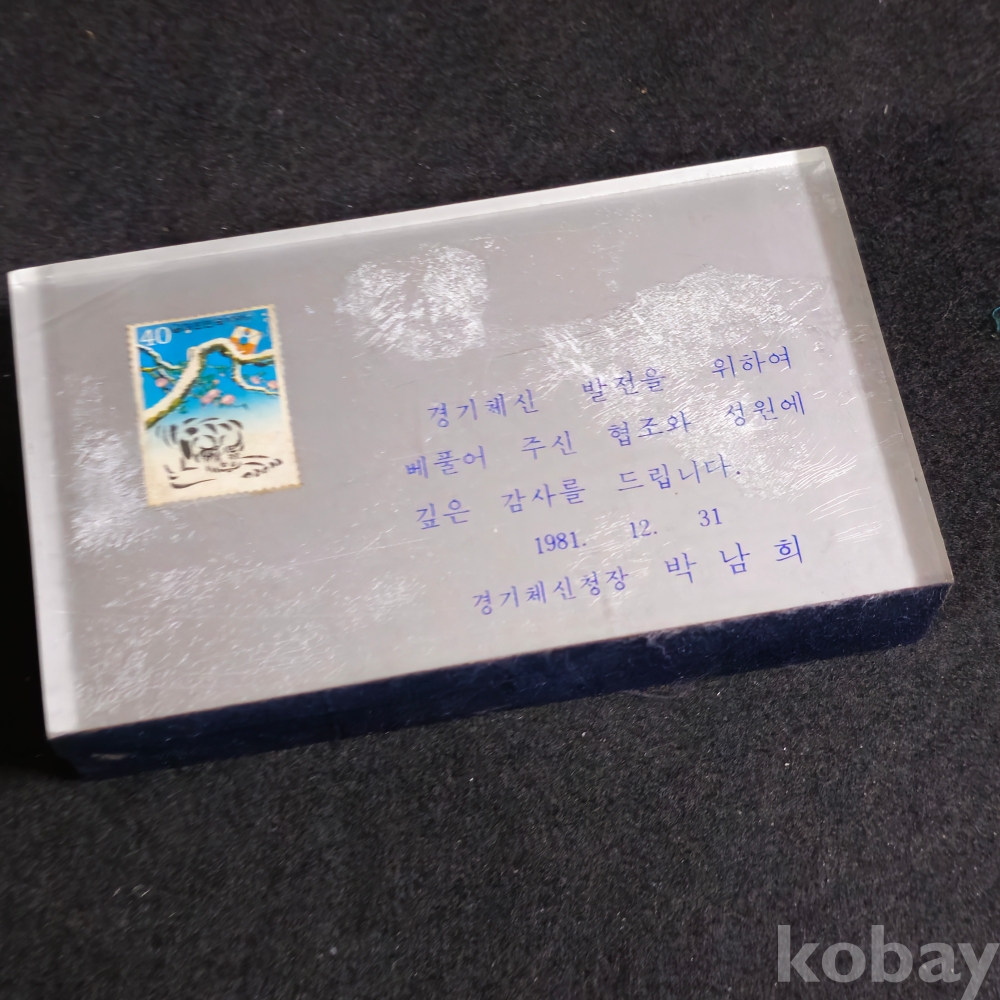 40
경기체신 발전을 위하여
베풀어 주신 협조와 성원에
깊은 감사를 드립니다.
1981. 12. 31
경기체신청장 박남희
kobay